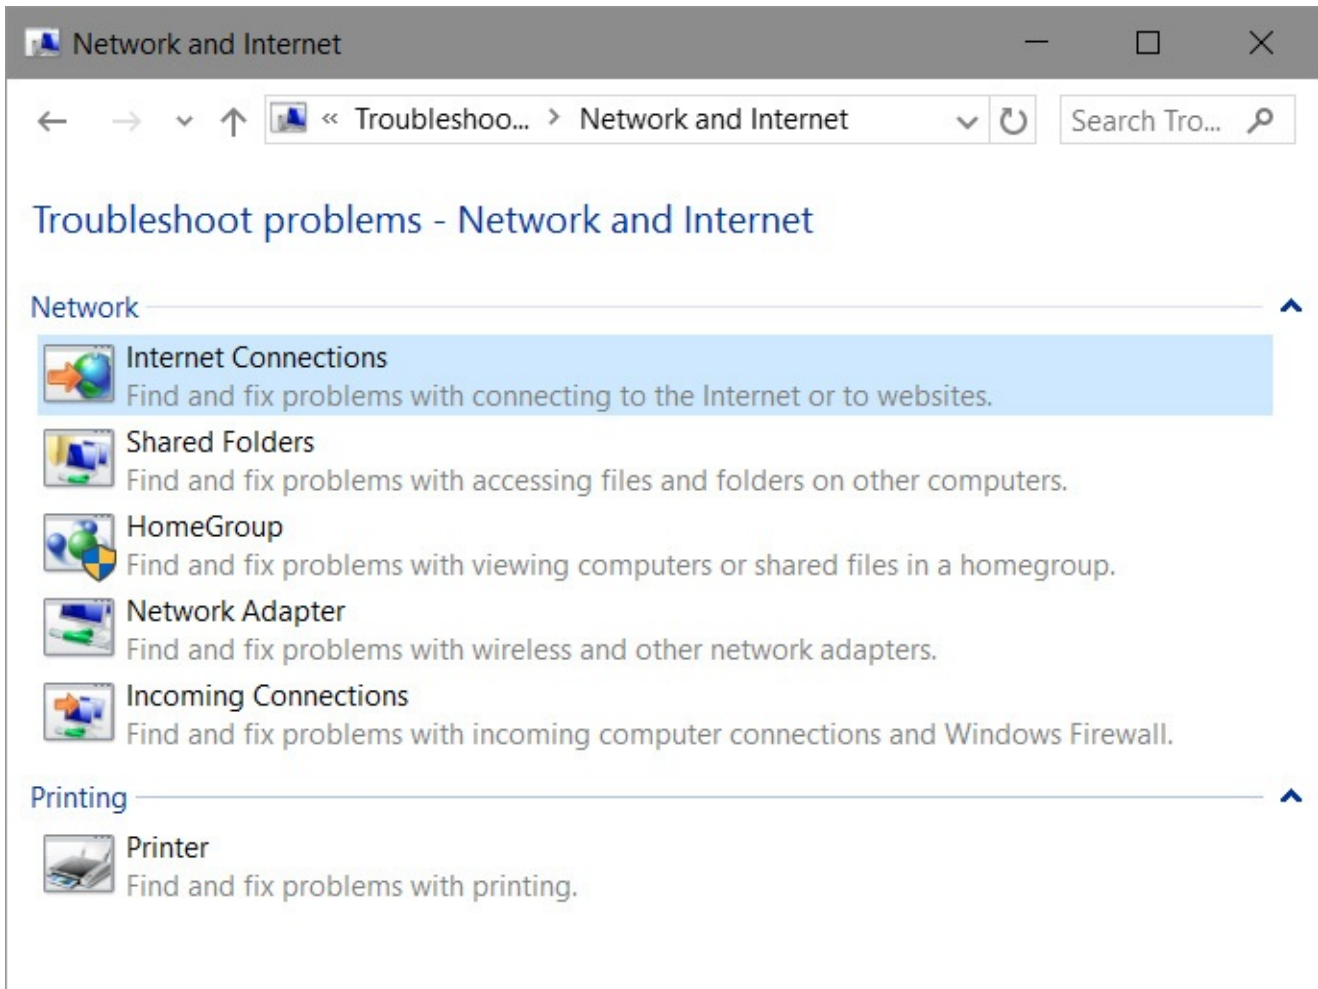 Network and Internet
« Troubleshoo... > Network and Internet
Search Tro...
Troubleshoot problems - Network and Internet
Network
Internet Connections
Find and fix problems with connecting to the Internet or to websites.
Shared Folders
Find and fix problems with accessing files and folders on other computers.
HomeGroup
Find and fix problems with viewing computers or shared files in a homegroup.
Network Adapter
Find and fix problems with wireless and other network adapters.
Incoming Connections
Find and fix problems with incoming computer connections and Windows Firewall.
Printing
Printer
Find and fix problems with printing.